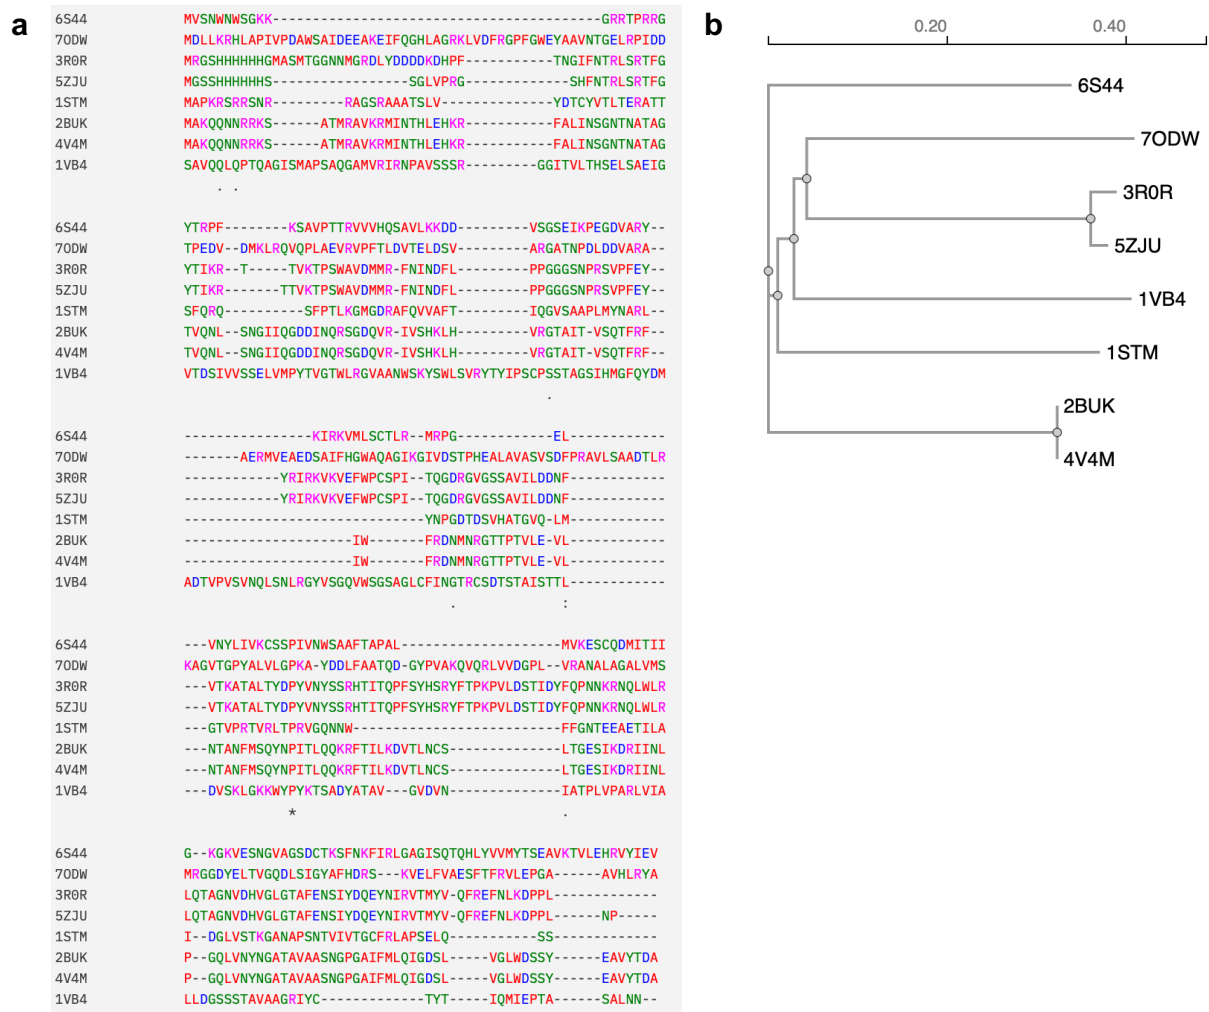 a
6S44 MVSNWNWSGKK-----------------------------------------GRRTPRRG
7ODW MDLLKRHLAPIVPDAWSAIDEEAKEIFQGHLAGRKLVDFRGPFGWEYAAVNTGELRPIDD
3R0R MRGSHHHHHHGMASMTGGNNMGRDLYDDDDKDHPF-----------TNGIFNTRLSRTFG
5ZJU MGSSHHHHHHS-----------------SGLVPRG-------------SHFNTRLSRTFG
1STM MAPKRSRRSNR---------RAGSRAAATSLV--------------YDTCYVTLTERATT
2BUK MAKQQNNRRKS------ATMRAVKRMINTHLEHKR-----------FALINSGNTNATAG
4V4M MAKQQNNRRKS------ATMRAVKRMINTHLEHKR-----------FALINSGNTNATAG
1VB4 SAVQQLQPTQAGISMAPSAQGAMVRIRNPAVSSSR---------GGITVLTHSELSAEIG
. .
6S44 YTRPF--------KSAVPTTRVVVHQSAVLKKDD---------VSGSEIKPEGDVARY--
7ODW TPEDV--DMKLRQVQPLAEVRVPFTLDVTELDSV---------ARGATNPDLDDVARA--
3R0R YTIKR--T-----TVKTPSWAVDMMR-FNINDFL---------PPGGGSNPRSVPFEY--
5ZJU YTIKR-------TTVKTPSWAVDMMR-FNINDFL---------PPGGGSNPRSVPFEY--
1STM SFQRQ----------SFPTLKGMGDRAFQVVAFT---------IQGVSAAPLMYNARL--
2BUK TVQNL--SNGIIQGDDINQRSGDQVR-IVSHKLH---------VRGTAIT-VSQTFRF--
4V4M TVQNL--SNGIIQGDDINQRSGDQVR-IVSHKLH---------VRGTAIT-VSQTFRF--
1VB4 VTDSIVVSSELVMPYTVGTWLRGVAANWSKYSWLSVRYTYIPSCPSSTAGSIHMGFQYDM
.
6S44 ----------------KIRKVMLSCTLR--MRPG------------EL------------
7ODW -------AERMVEAEDSAIFHGWAQAGIKGIVDSTPHEALAVASVSDFPRAVLSAADTLR
3R0R ------------YRIRKVKVEFWPCSPI--TQGDRGVGSSAVILDDNF------------
5ZJU ------------YRIRKVKVEFWPCSPI--TQGDRGVGSSAVILDDNF------------
1STM ------------------------------YNPGDTDSVHATGVQ-LM------------
2BUK ---------------------IW-------FRDNMNRGTTPTVLE-VL------------
4V4M ---------------------IW-------FRDNMNRGTTPTVLE-VL------------
1VB4 ADTVPVSVNQLSNLRGYVSGQVWSGSAGLCFINGTRCSDTSTAISTTL------------
. :
6S44 ---VNYLIVKCSSPIVNWSAAFTAPAL--------------------MVKESCQDMITII
7ODW KAGVTGPYALVLGPKA-YDDLFAATQD-GYPVAKQVQRLVVDGPL--VRANALAGALVMS
3R0R ---VTKATALTYDPYVNYSSRHTITQPFSYHSRYFTPKPVLDSTIDYFQPNNKRNQLWLR
5ZJU ---VTKATALTYDPYVNYSSRHTITQPFSYHSRYFTPKPVLDSTIDYFQPNNKRNQLWLR
1STM ---GTVPRTVRLTPRVGQNNW--------------------------FFGNTEEAETILA
2BUK ---NTANFMSQYNPITLQQKRFTILKDVTLNCS--------------LTGESIKDRIINL
4V4M ---NTANFMSQYNPITLQQKRFTILKDVTLNCS--------------LTGESIKDRIINL
1VB4 ---DVSKLGKKWYPYKTSADYATAV---GVDVN--------------IATPLVPARLVIA
* .
6S44 G--KGKVESNGVAGSDCTKSFNKFIRLGAGISQTQHLYVVMYTSEAVKTVLEHRVYIEV
7ODW MRGGDYELTVGQDLSIGYAFHDRS---KVELFVAESFTFRVLEPGA------AVHLRYA
3R0R LQTAGNVDHVGLGTAFENSIYDQEYNIRVTMYV-QFREFNLKDPPL-------------
5ZJU LQTAGNVDHVGLGTAFENSIYDQEYNIRVTMYV-QFREFNLKDPPL------NP-----
1STM I--DGLVSTKGANAPSNTVIVTGCFRLAPSELQ-----------SS-------------
2BUK P--GQLVNYNGATAVAASNGPGAIFMLQIGDSL-----VGLWDSSY------EAVYTDA
4V4M P--GQLVNYNGATAVAASNGPGAIFMLQIGDSL-----VGLWDSSY------EAVYTDA
1VB4 LLDGSSSTAVAAGRIYC-------------TYT-----IQMIEPTA------SALNN--
b
0.20 0.40
6S44
7ODW
3R0R
5ZJU
1VB4
1STM
2BUK
4V4M